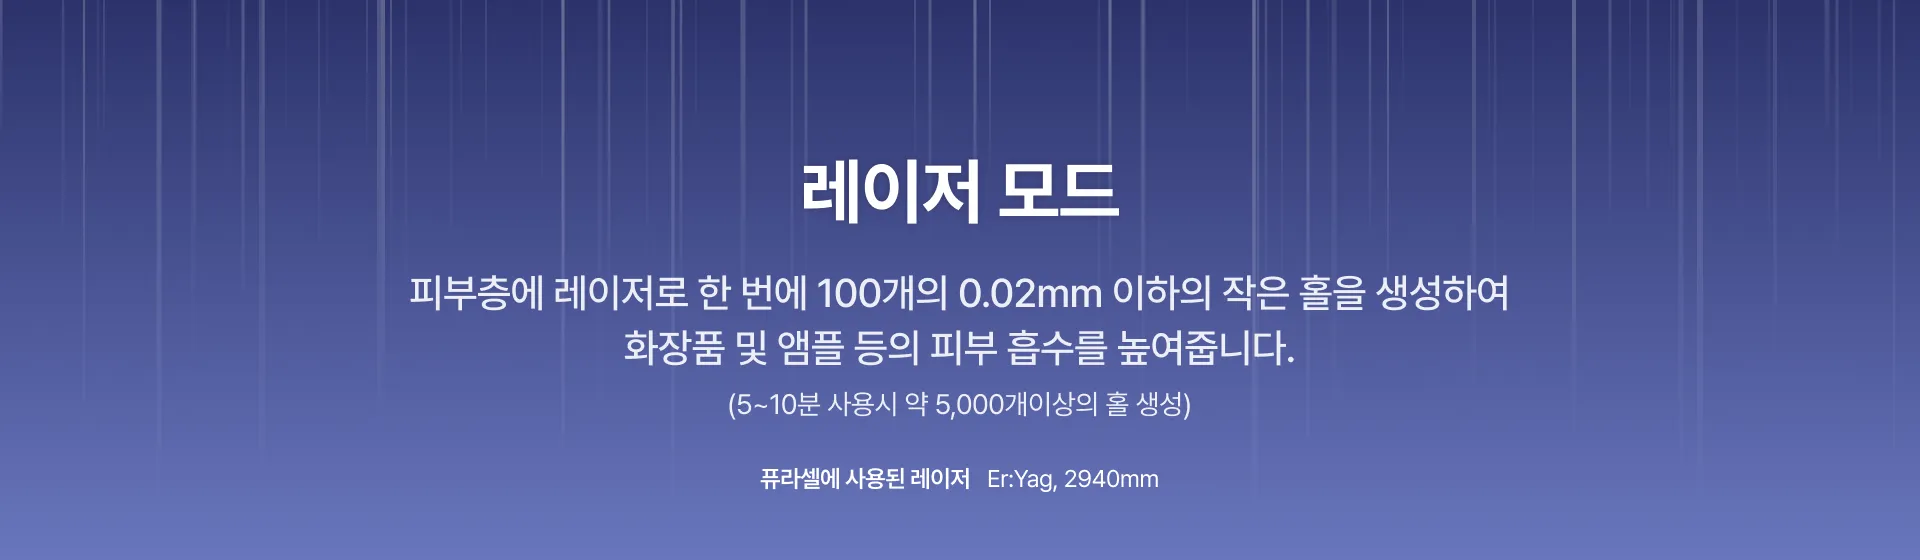 레이저 모드
피부층에 레이저로 한 번에 100개의 0.02mm 이하의 작은 홀을 생성하여
화장품 및 앰플 등의 피부 흡수를 높여줍니다.
(5~10분 사용시 약 5,000개이상의 홀 생성)
퓨라셀에 사용된 레이저 Er:Yag, 2940mm